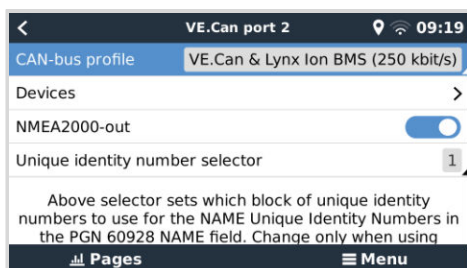 VE.Can port 2 09:19
CAN-bus profile VE.Can & Lynx Ion BMS (250 kbit/s)
Devices
NMEA2000-out
Unique identity number selector 1
Above selector sets which block of unique identity
numbers to use for the NAME Unique Identity Numbers in
the PGN 60928 NAME field. Change only when using
Pages Menu